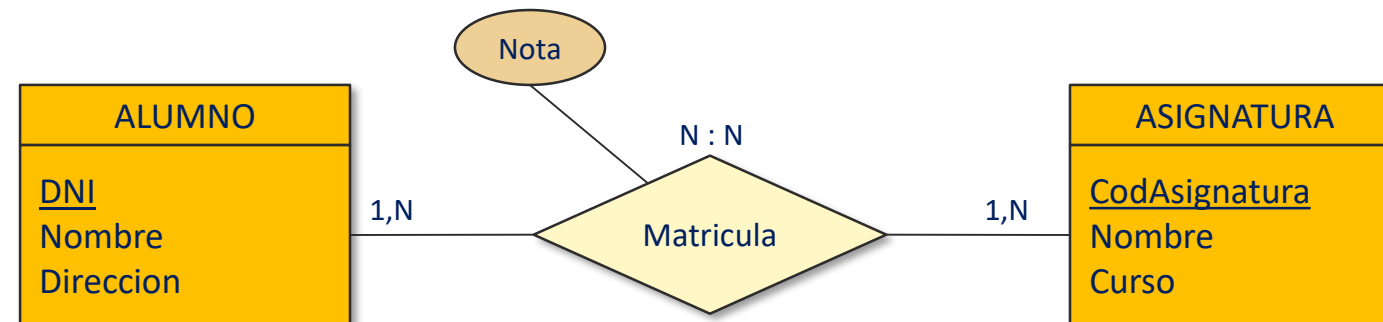 Nota
ALUMNO
DNI
Nombre
Direccion
1,N
N : N
Matricula
1,N
ASIGNATURA
CodAsignatura
Nombre
Curso